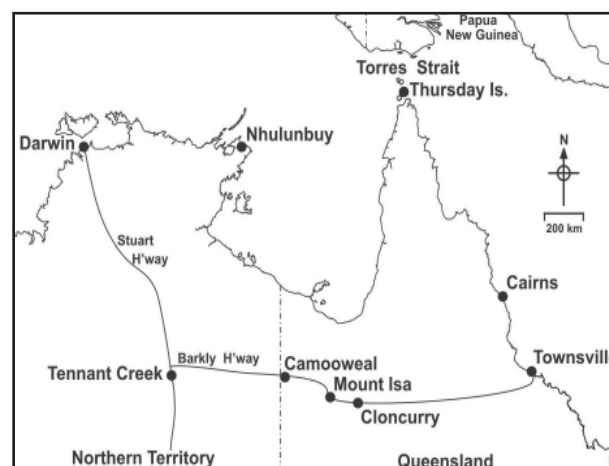 Papua
New Guinea
Torres Strait
Thursday Is.
Darwin
Nhulunbuy
N
200 km
Stuart
H'way
Cairns
Barkly H'way
Camooweal
Townsville
Tennant Creek
Mount Isa
Cloncurry
Northern Territory
Queensland